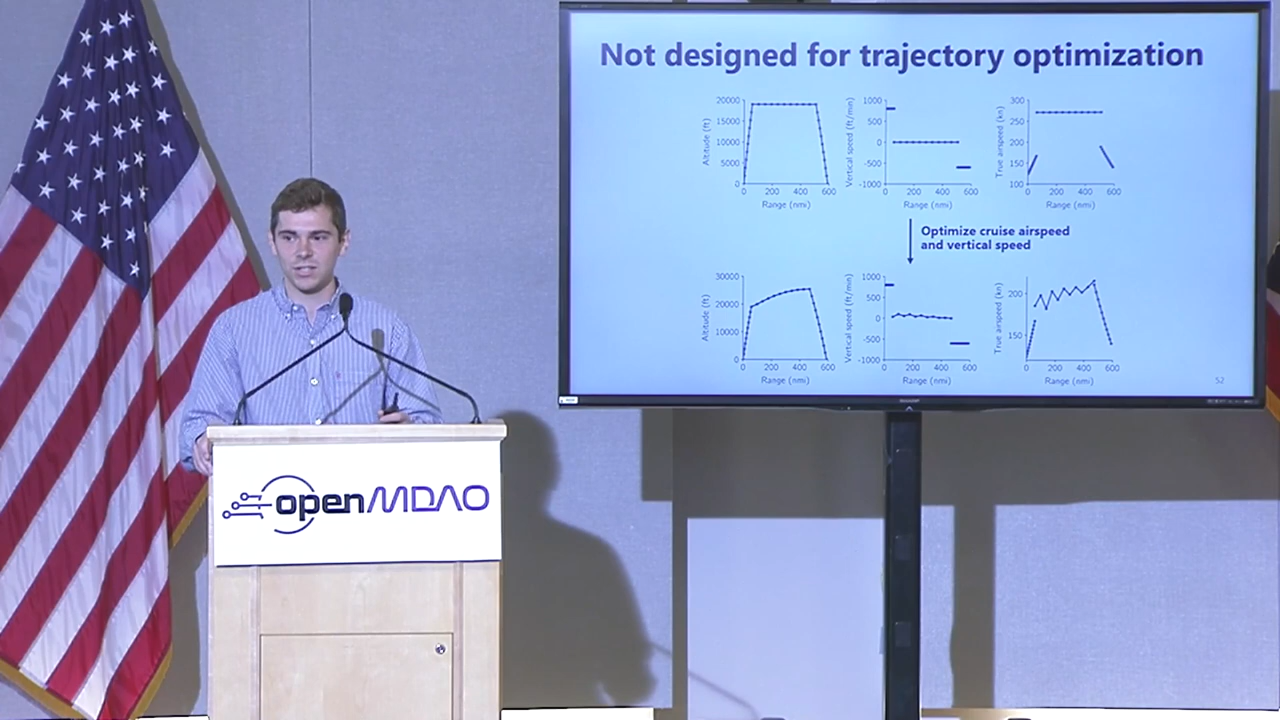 Not designed for trajectory optimization
20000
15000
10000
5000
0
Altitude (ft)
0 200 400 600
Range (nmi)
1000
500
0
-500
-1000
Vertical speed (ft/min)
0 200 400 600
Range (nmi)
300
250
200
150
100
True airspeed (kn)
0 200 400 600
Range (nmi)
Optimize cruise airspeed
and vertical speed
30000
20000
10000
0
Altitude (ft)
0 200 400 600
Range (nmi)
1000
500
0
-500
-1000
Vertical speed (ft/min)
0 200 400 600
Range (nmi)
200
150
True airspeed (kn)
0 200 400 600
Range (nmi)
52
openMDAO